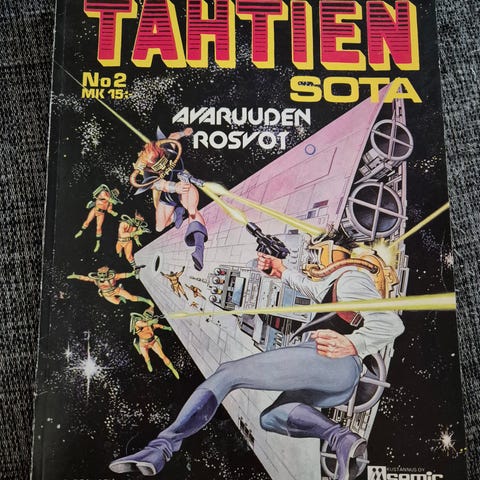 TÄHTIEN
SOTA
No 2
MK 15:-
AVARUUDEN
ROSVOT
KUSTANNUS OY
semic